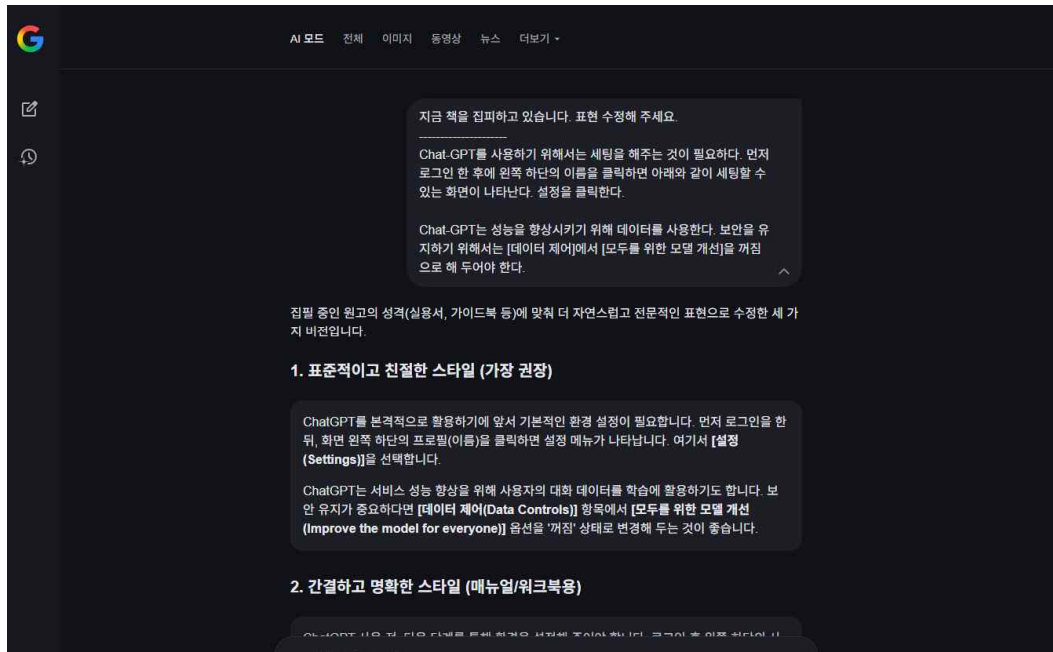 AI 모드 전체 이미지 동영상 뉴스 더보기
지금 책을 집피하고 있습니다. 표현 수정해 주세요.
---------------------
Chat-GPT를 사용하기 위해서는 세팅을 해주는 것이 필요하다. 먼저
로그인 한 후에 왼쪽 하단의 이름을 클릭하면 아래와 같이 세팅할 수
있는 화면이 나타난다. 설정을 클릭한다.
Chat-GPT는 성능을 향상시키기 위해 데이터를 사용한다. 보안을 유
지하기 위해서는 [데이터 제어]에서 [모두를 위한 모델 개선]을 꺼짐
으로 해 두어야 한다.
집필 중인 원고의 성격(실용서, 가이드북 등)에 맞춰 더 자연스럽고 전문적인 표현으로 수정한 세 가
지 버전입니다.
1. 표준적이고 친절한 스타일 (가장 권장)
ChatGPT를 본격적으로 활용하기에 앞서 기본적인 환경 설정이 필요합니다. 먼저 로그인을 한
뒤, 화면 왼쪽 하단의 프로필(이름)을 클릭하면 설정 메뉴가 나타납니다. 여기서 [설정
(Settings)]을 선택합니다.
ChatGPT는 서비스 성능 향상을 위해 사용자의 대화 데이터를 학습에 활용하기도 합니다. 보
안 유지가 중요하다면 [데이터 제어(Data Controls)] 항목에서 [모두를 위한 모델 개선
(Improve the model for everyone)] 옵션을 '꺼짐' 상태로 변경해 두는 것이 좋습니다.
2. 간결하고 명확한 스타일 (매뉴얼/워크북용)